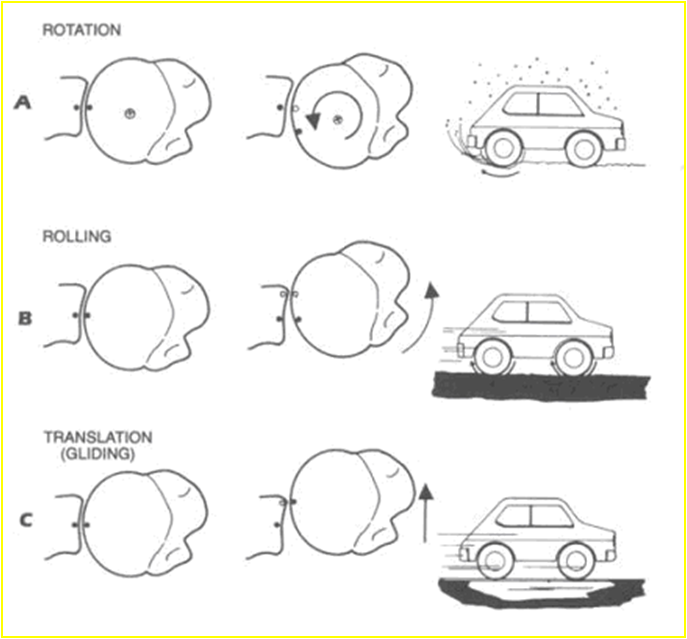 ROTATION
A
ROLLING
B
TRANSLATION
(GLIDING)
C